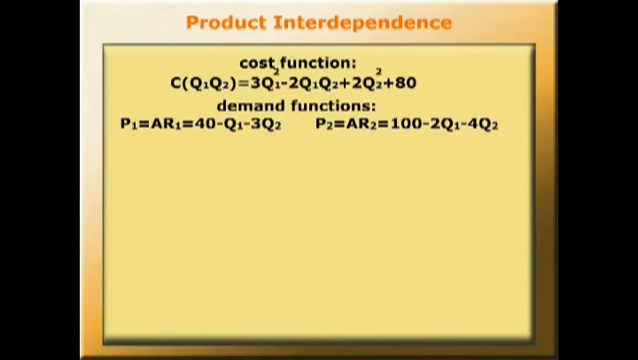 Product Interdependence
cost function:
C(Q₁Q₂)=3Q₁²-2Q₁Q₂+2Q₂²+80
demand functions:
P₁=AR₁=40-Q₁-3Q₂ P₂=AR₂=100-2Q₁-4Q₂